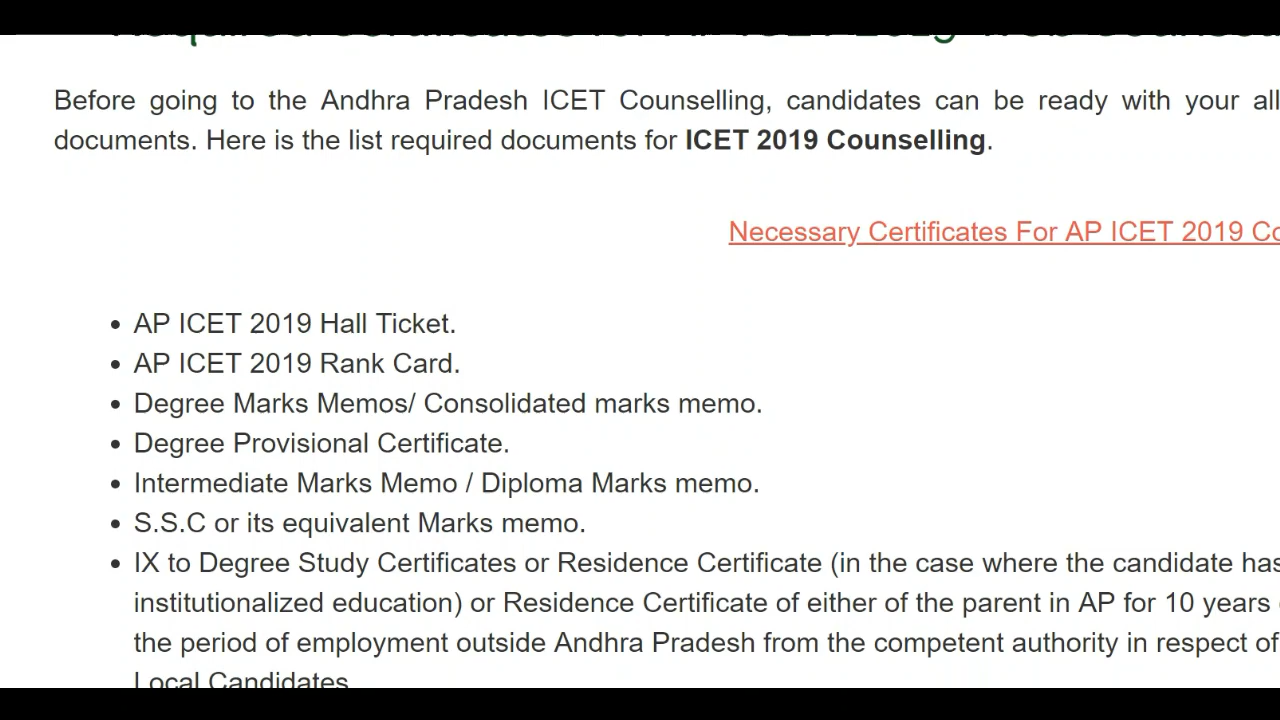 Before going to the Andhra Pradesh ICET Counselling, candidates can be ready with your all
documents. Here is the list required documents for ICET 2019 Counselling.
Necessary Certificates For AP ICET 2019
• AP ICET 2019 Hall Ticket.
• AP ICET 2019 Rank Card.
• Degree Marks Memos/ Consolidated marks memo.
• Degree Provisional Certificate.
• Intermediate Marks Memo / Diploma Marks memo.
• S.S.C or its equivalent Marks memo.
• IX to Degree Study Certificates or Residence Certificate (in the case where the candidate has
institutionalized education) or Residence Certificate of either of the parent in AP for 10 years
the period of employment outside Andhra Pradesh from the competent authority in respect of
Local Candidates